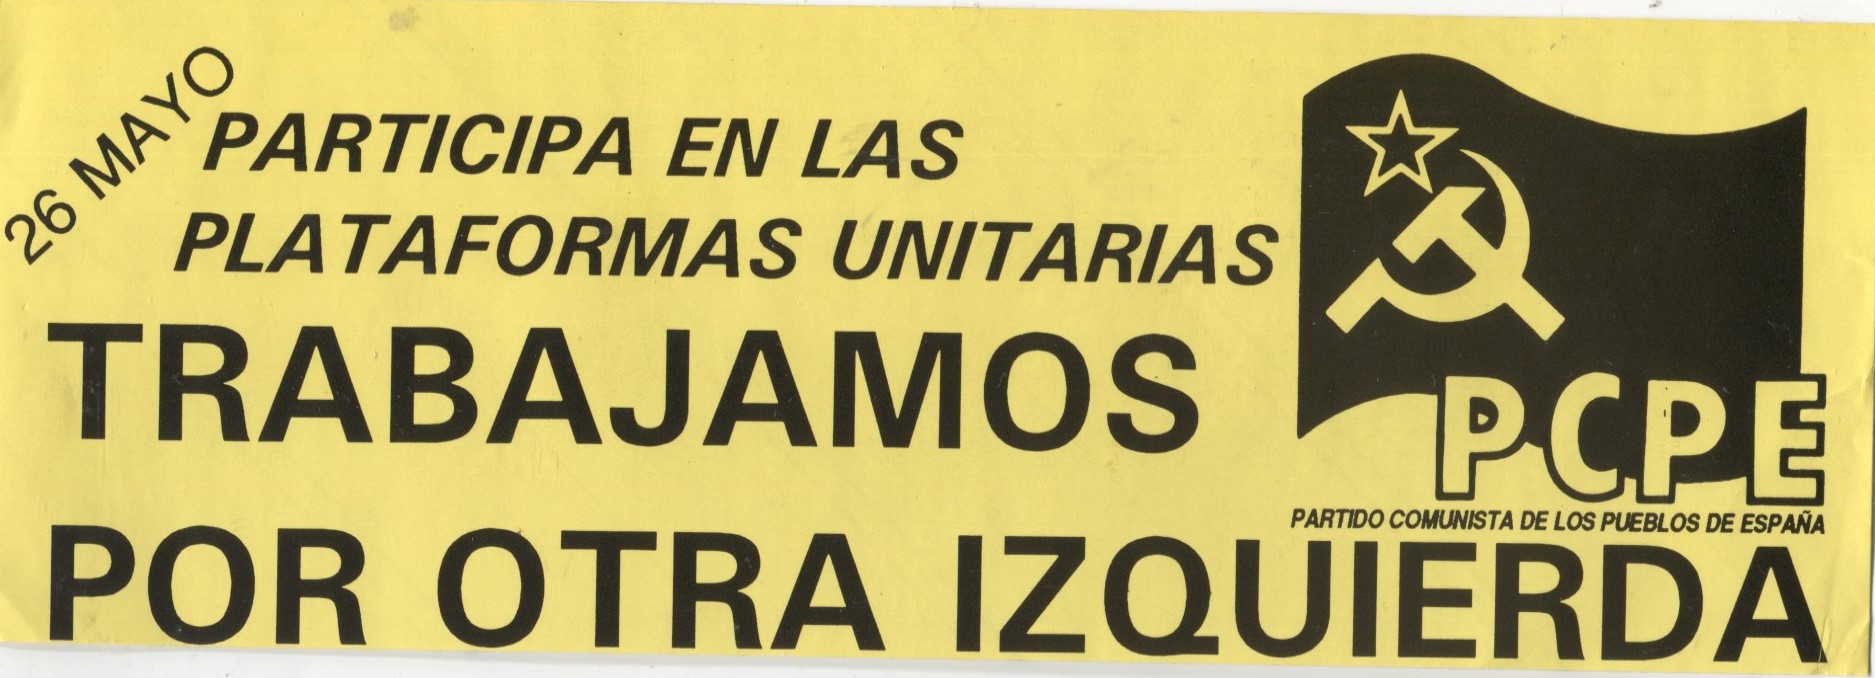 26 MAYO
PARTICIPA EN LAS
PLATAFORMAS UNITARIAS
TRABAJAMOS
POR OTRA IZQUIERDA
PCPE
PARTIDO COMUNISTA DE LOS PUEBLOS DE ESPAÑA